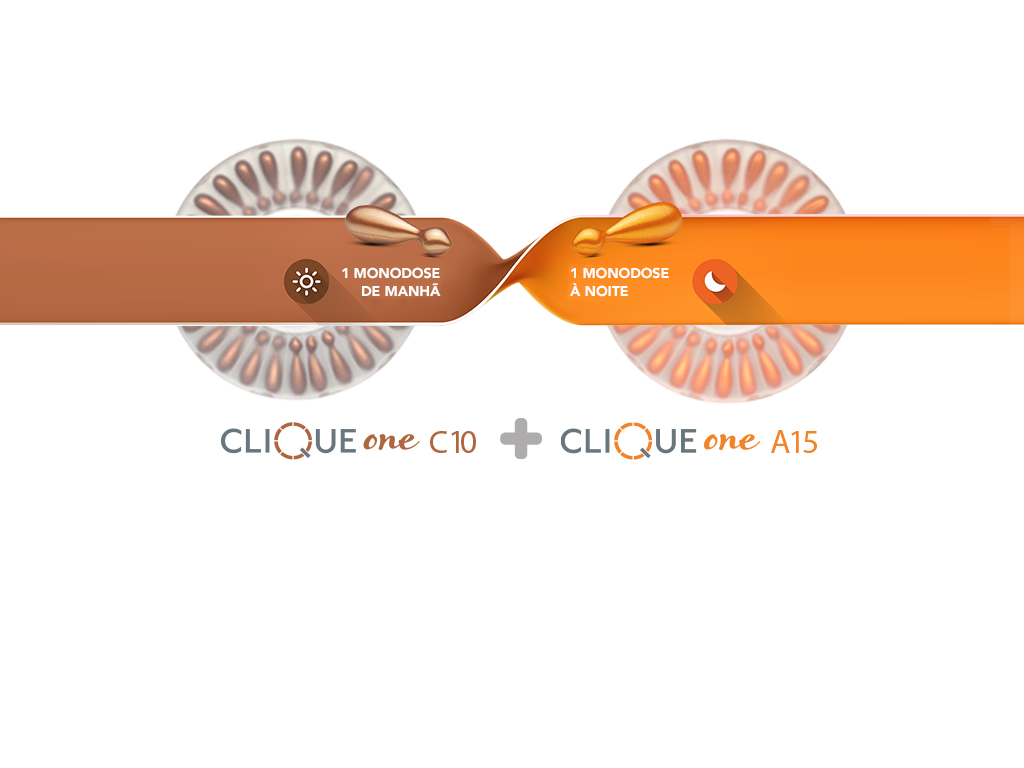 1 MONODOSE
DE MANHÃ
1 MONODOSE
À NOITE
CLIQUE one C10
CLIQUE one A15